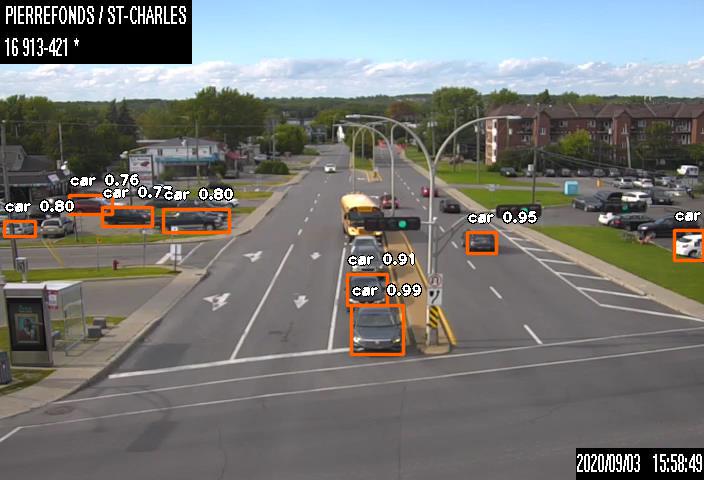 PIERREFONDS / ST-CHARLES
16 913-421 *
car 0.76
car 0.77
car 0.80
car 0.80
car 0.95
car
car 0.91
car 0.99
2020/09/03 15:58:49